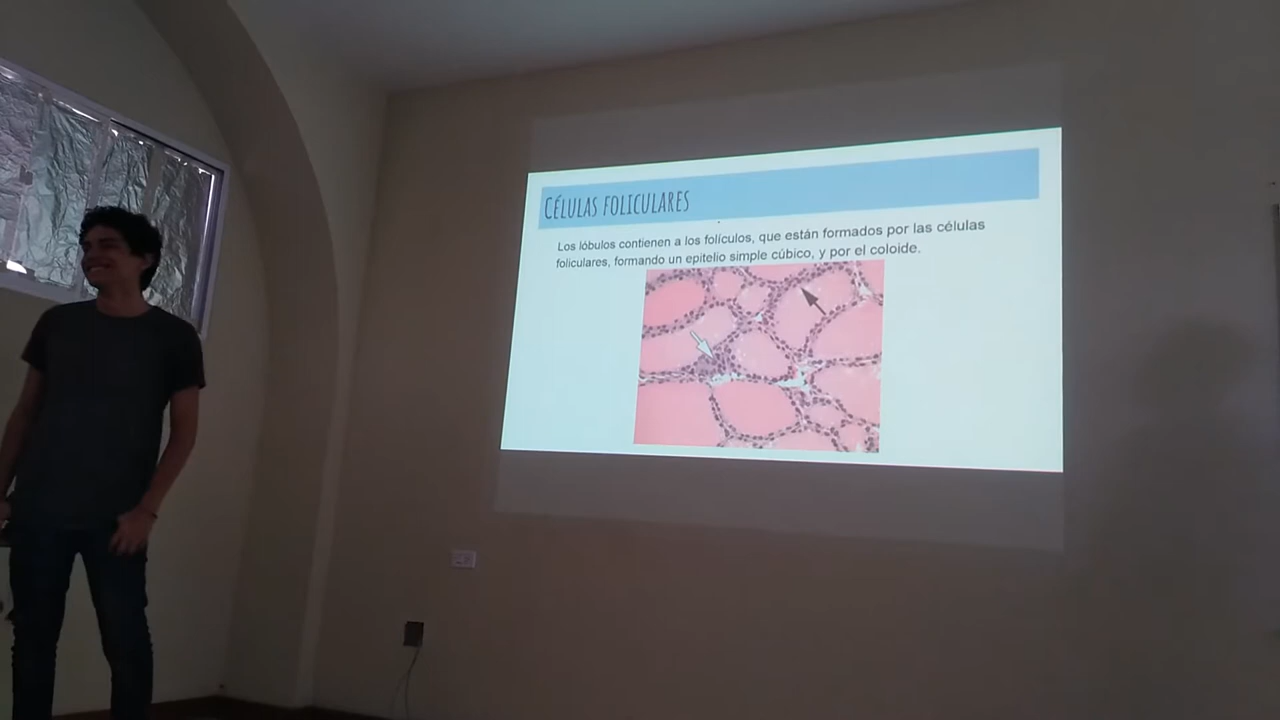 CÉLULAS FOLICULARES
Los lóbulos contienen a los folículos, que están formados por las células
foliculares, formando un epitelio simple cúbico, y por el coloide.